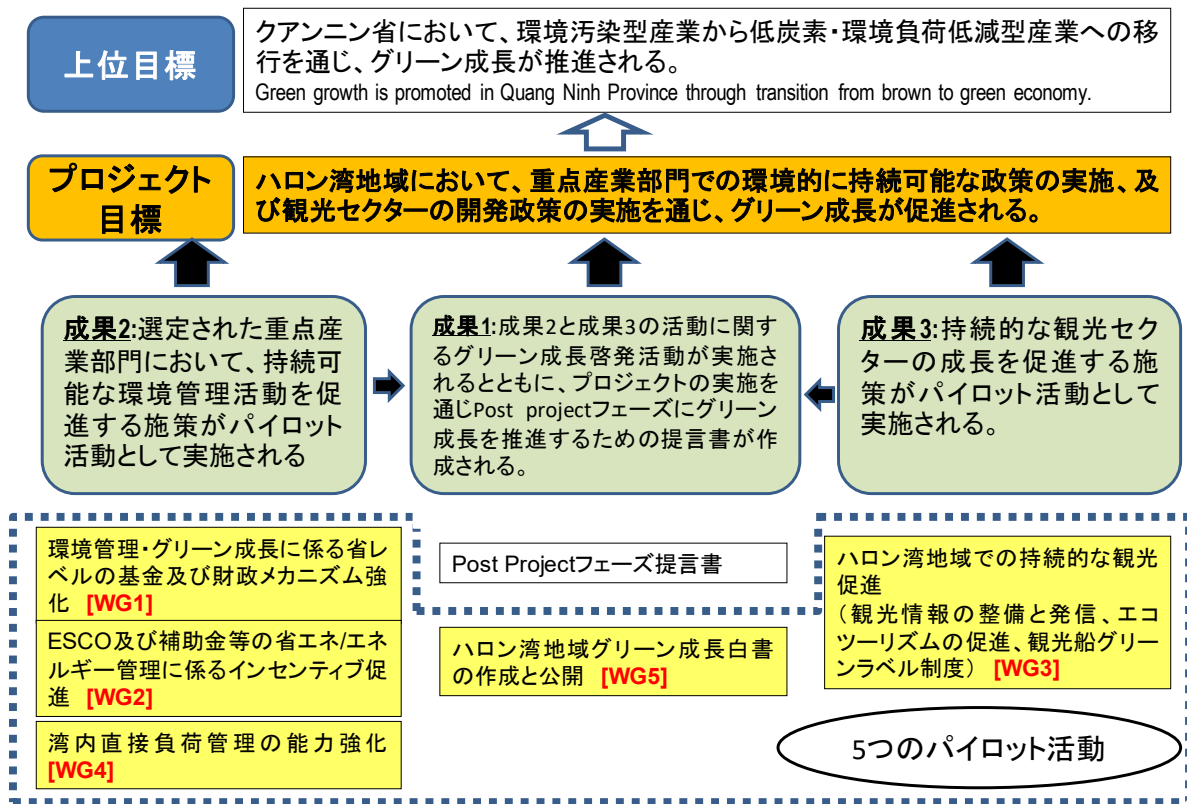 上位目標
クアンニン省において、環境汚染型産業から低炭素・環境負荷低減型産業への移
行を通じ、グリーン成長が推進される。
Green growth is promoted in Quang Ninh Province through transition from brown to green economy.
プロジェクト
目標
ハロン湾地域において、重点産業部門での環境的に持続可能な政策の実施、及
び観光セクターの開発政策の実施を通じ、グリーン成長が促進される。
成果2:選定された重点産
業部門において、持続可
能な環境管理活動を促
進する施策がパイロット
活動として実施される
成果1:成果2と成果3の活動に関す
るグリーン成長啓発活動が実施さ
れるとともに、プロジェクトの実施を
通じPost projectフェーズにグリーン
成長を推進するための提言書が作
成される。
成果3:持続的な観光セク
ターの成長を促進する施
策がパイロット活動として
実施される。
環境管理・グリーン成長に係る省レ
ベルの基金及び財政メカニズム強
化 [WG1]
ESCO及び補助金等の省エネ/エネ
ルギー管理に係るインセンティブ促
進 [WG2]
湾内直接負荷管理の能力強化
[WG4]
Post Projectフェーズ提言書
ハロン湾地域グリーン成長白書
の作成と公開 [WG5]
ハロン湾地域での持続的な観光
促進
（観光情報の整備と発信、エコ
ツーリズムの促進、観光船グリー
ンラベル制度） [WG3]
5つのパイロット活動